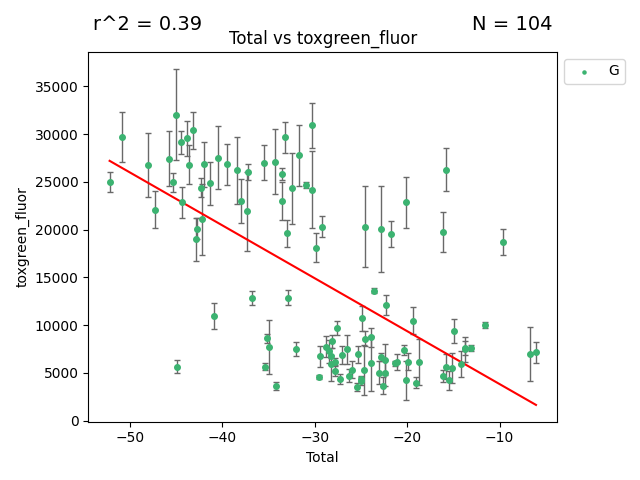 r^2 = 0.39
N = 104
Total vs toxgreen_fluor
G
35000
30000
25000
20000
15000
10000
5000
0
toxgreen_fluor
−50
−40
−30
−20
−10
Total